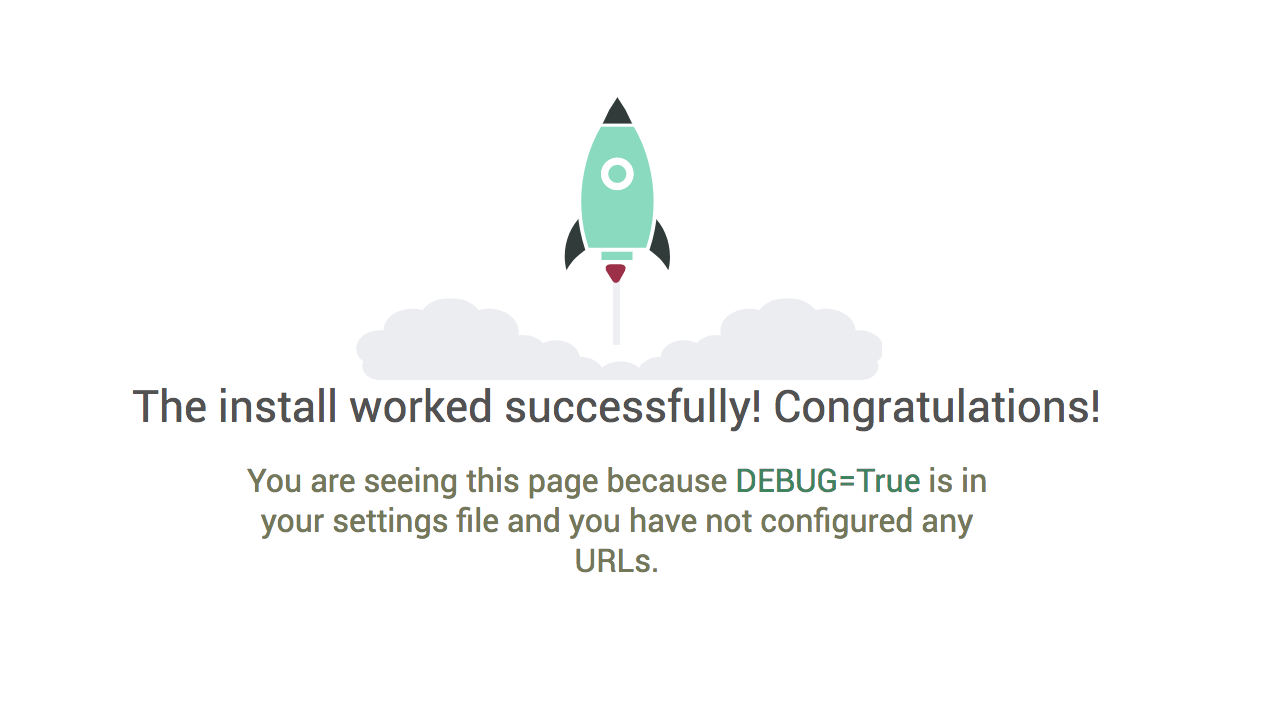 The install worked successfully! Congratulations!
You are seeing this page because DEBUG=True is in
your settings file and you have not configured any
URLs.